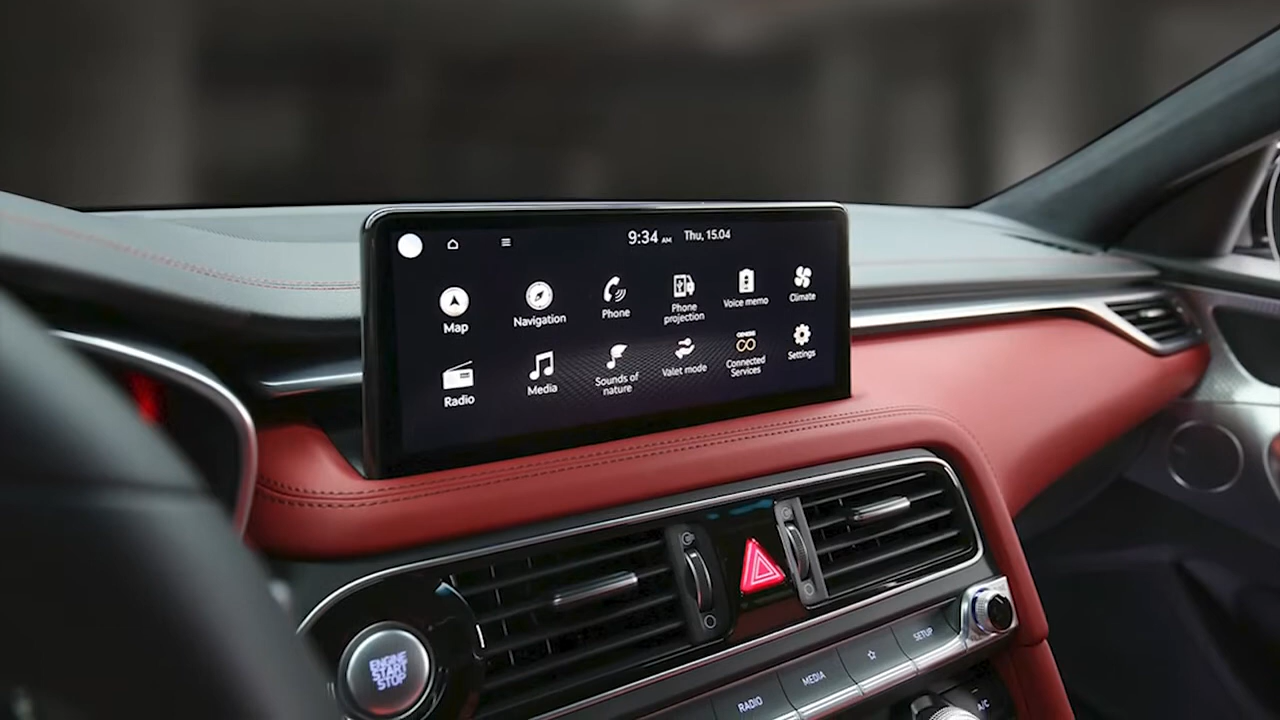 9:34 AM Thu, 15.04
Map
Navigation
Phone
Phone
projection
Voice memo
Climate
Radio
Media
Sounds of
nature
Valet mode
GENESIS
Connected
Services
Settings
ENGINE
START
STOP
RADIO
MEDIA
SETUP
A/C